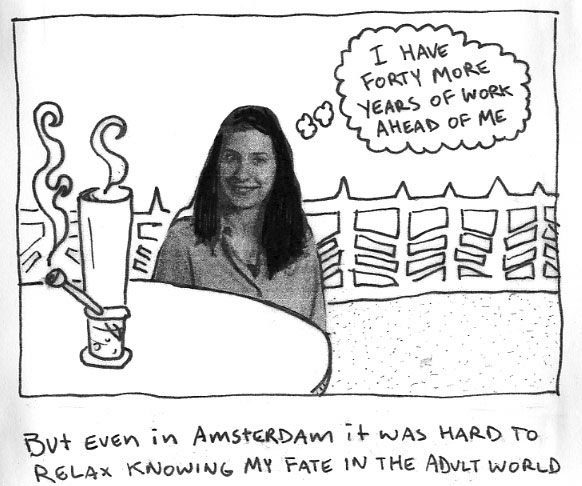 I HAVE
FORTY MORE
YEARS OF WORK
AHEAD OF ME
BUT EVEN IN AMSTERDAM IT WAS HARD TO
RELAX KNOWING MY FATE IN THE ADULT WORLD